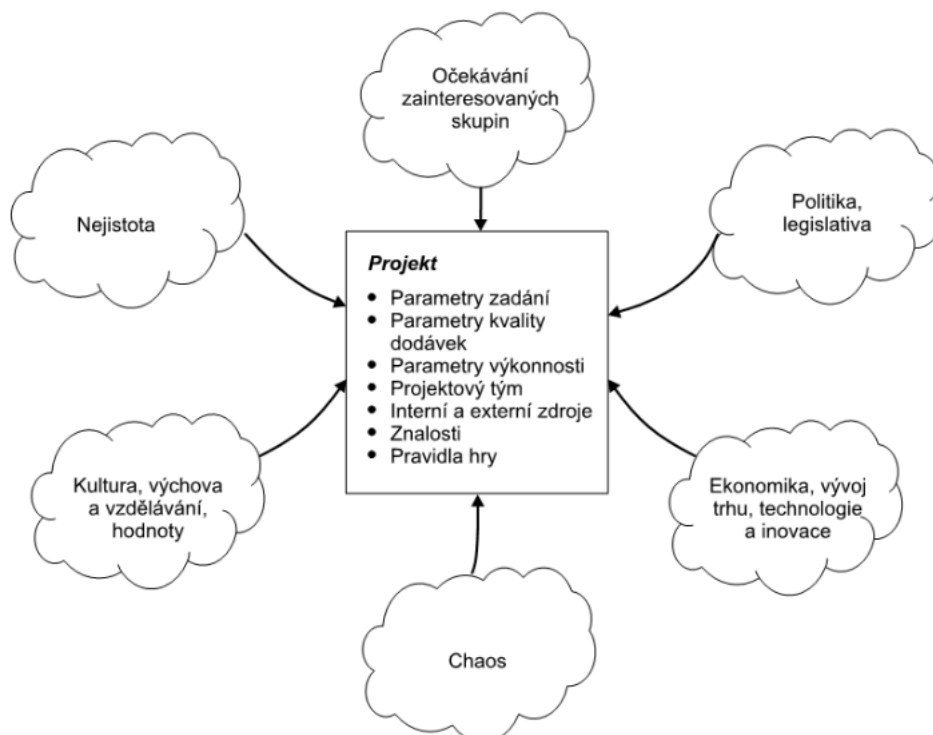 Očekávání
zainteresovaných
skupin
Nejistota
Politika,
legislativa
Projekt
• Parametry zadání
• Parametry kvality
dodávek
• Parametry výkonnosti
• Projektový tým
• Interní a externí zdroje
• Znalosti
• Pravidla hry
Kultura, výchova
a vzdělávání,
hodnoty
Ekonomika, vývoj
trhu, technologie
a inovace
Chaos